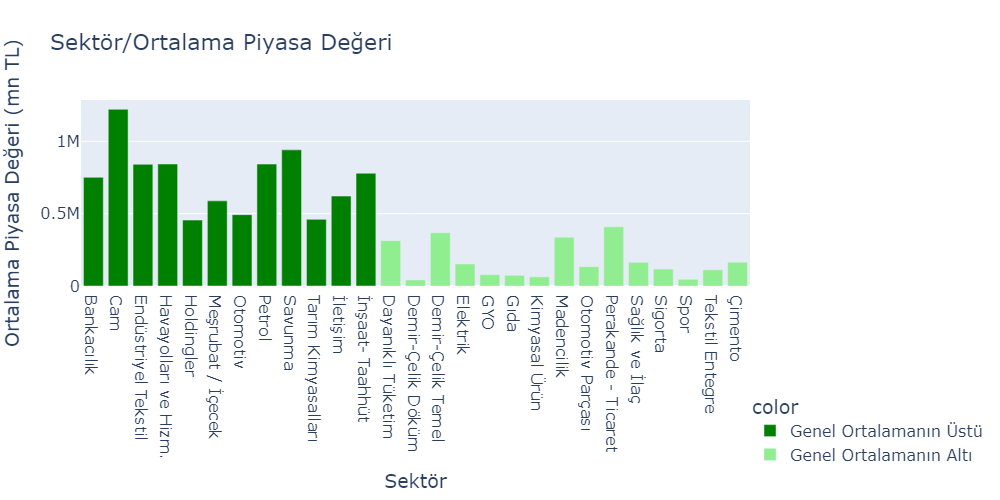 Sektör/Ortalama Piyasa Değeri
Ortalama Piyasa Değeri (mn TL)
1M
0.5M
0
Bankacılık
Cam
Endüstriyel Tekstil
Havayolları ve Hizm.
Holdingler
Meşrubat / İçecek
Otomotiv
Petrol
Savunma
Tarım Kimyasalları
İletişim
İnşaat- Taahhüt
Dayanıklı Tüketim
Demir-Çelik Döküm
Demir-Çelik Temel
Elektrik
GYO
Gıda
Kimyasal Ürün
Madencilik
Otomotiv Parçası
Perakande - Ticaret
Sağlık ve İlaç
Sigorta
Spor
Tekstil Entegre
Çimento
Sektör
color
Genel Ortalamanın Üstü
Genel Ortalamanın Altı